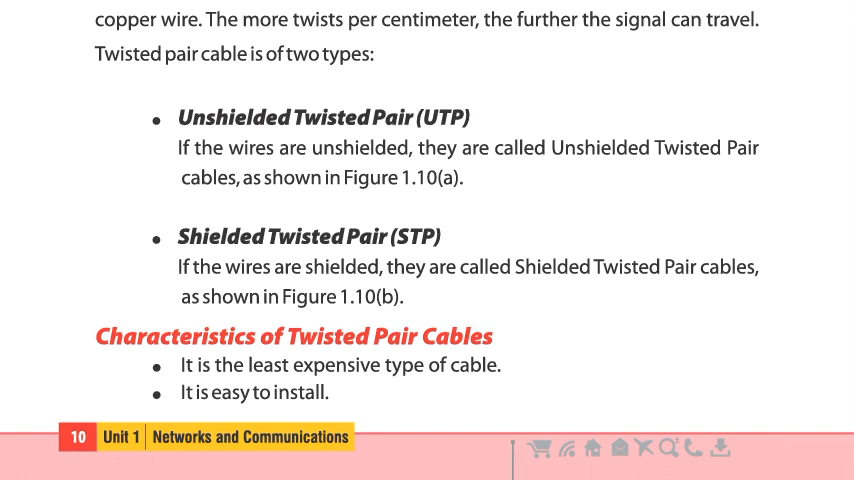 copper wire. The more twists per centimeter, the further the signal can travel.
Twisted pair cable is of two types:
• Unshielded Twisted Pair (UTP)
If the wires are unshielded, they are called Unshielded Twisted Pair
cables, as shown in Figure 1.10(a).
• Shielded Twisted Pair (STP)
If the wires are shielded, they are called Shielded Twisted Pair cables,
as shown in Figure 1.10(b).
Characteristics of Twisted Pair Cables
• It is the least expensive type of cable.
• It is easy to install.
10 Unit 1 Networks and Communications